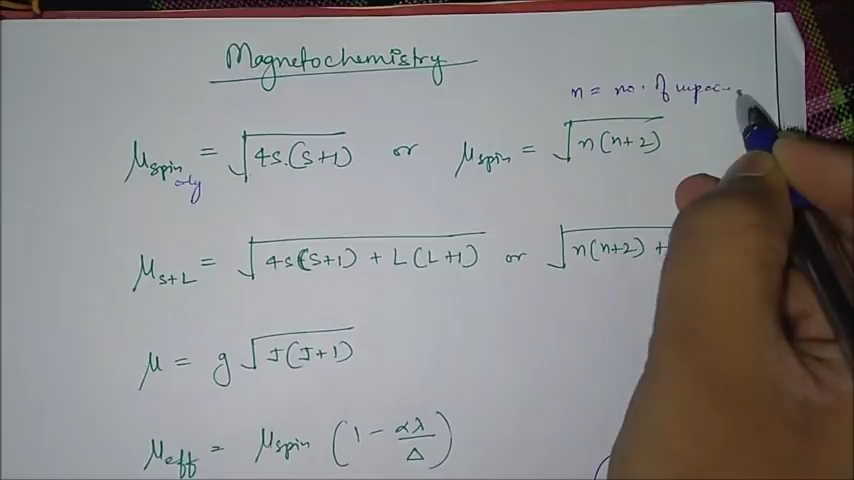 Magnetochemistry
n = no. of
μspin only = √4s.(s+1) or μspin = √n(n+2)
μs+L = √4s(s+1) + L(L+1) or √n(n+2) +
μ = g √J(J+1)
μeff = μspin (1 - αλ/Δ)